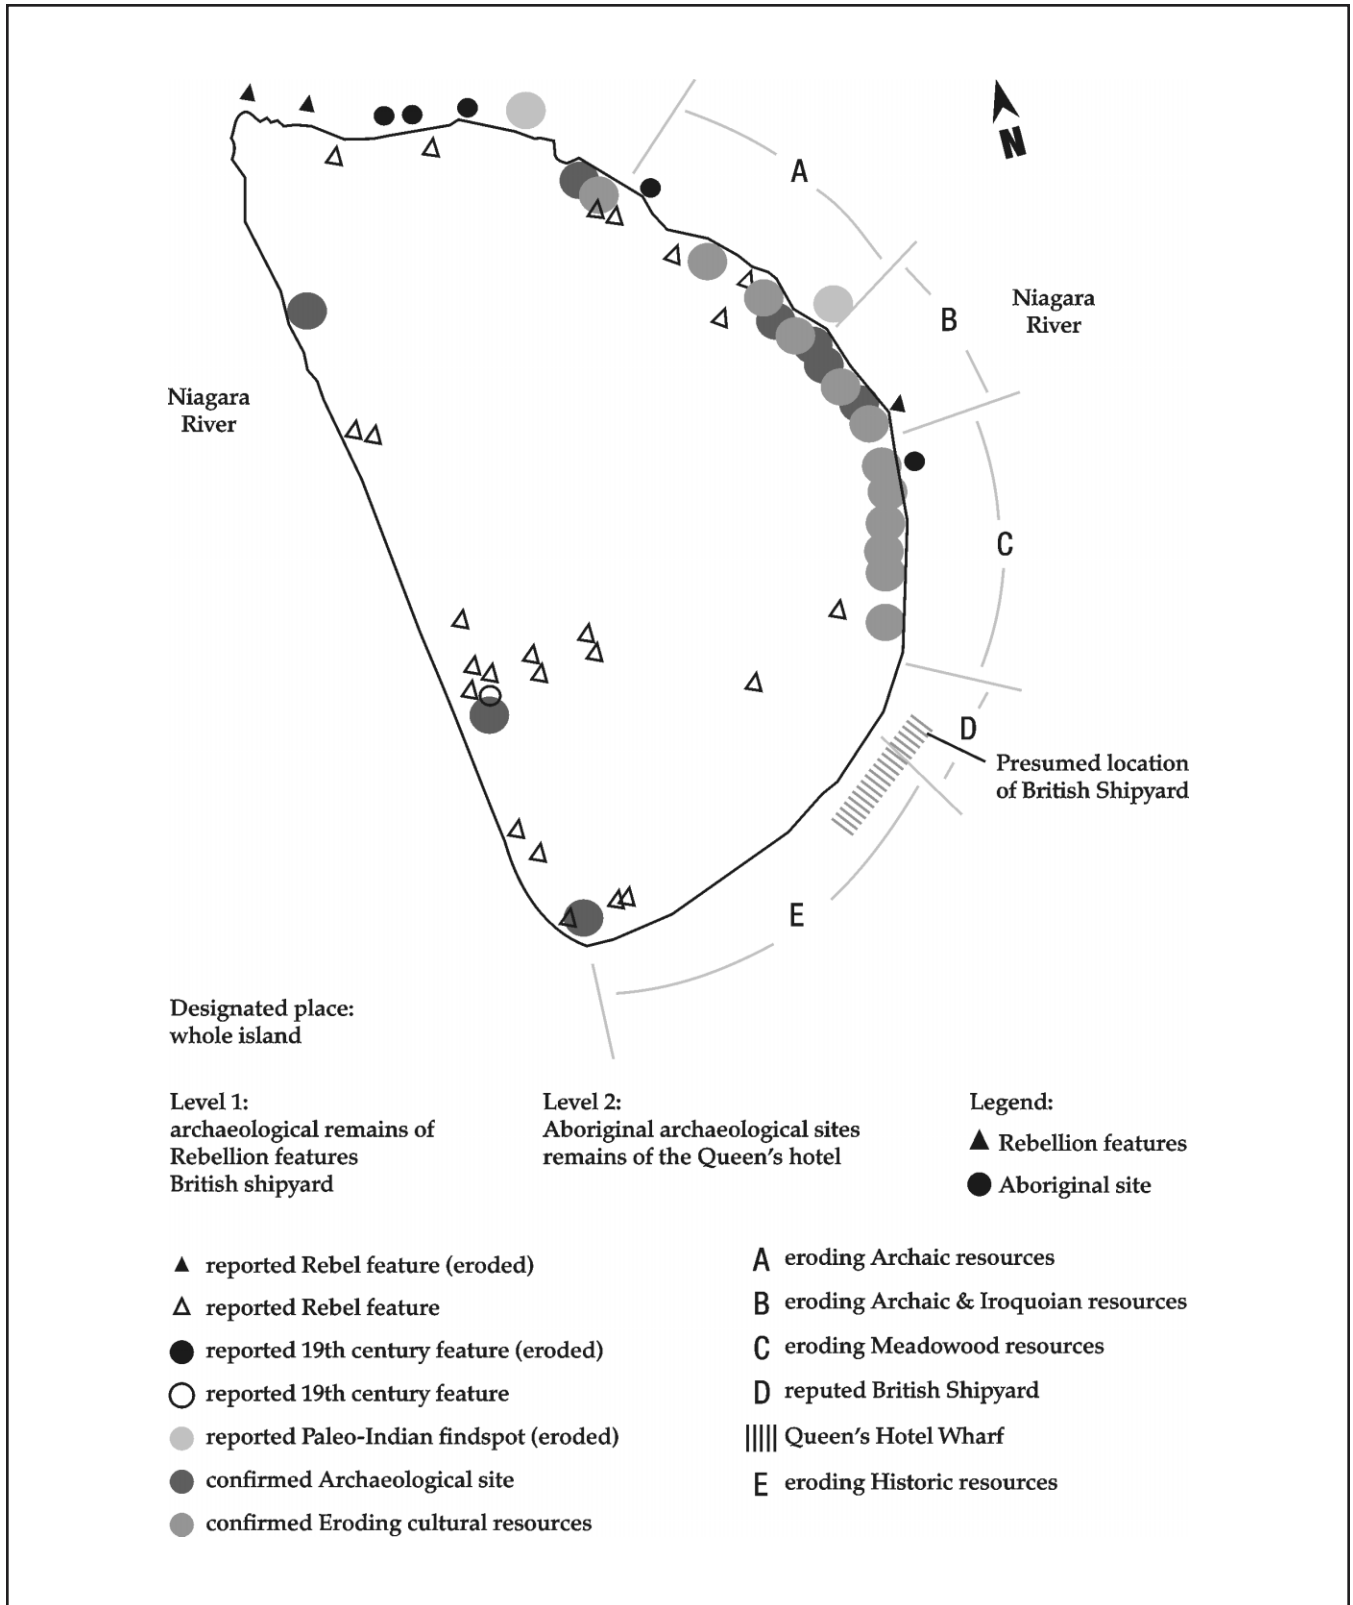 N
A
B
Niagara
River
Niagara
River
C
D
Presumed location
of British Shipyard
E
Designated place:
whole island
Level 1:
archaeological remains of
Rebellion features
British shipyard
Level 2:
Aboriginal archaeological sites
remains of the Queen's hotel
Legend:
Rebellion features
Aboriginal site
reported Rebel feature (eroded)
reported Rebel feature
reported 19th century feature (eroded)
reported 19th century feature
reported Paleo-Indian findspot (eroded)
confirmed Archaeological site
confirmed Eroding cultural resources
A eroding Archaic resources
B eroding Archaic & Iroquoian resources
C eroding Meadowood resources
D reputed British Shipyard
Queen's Hotel Wharf
E eroding Historic resources